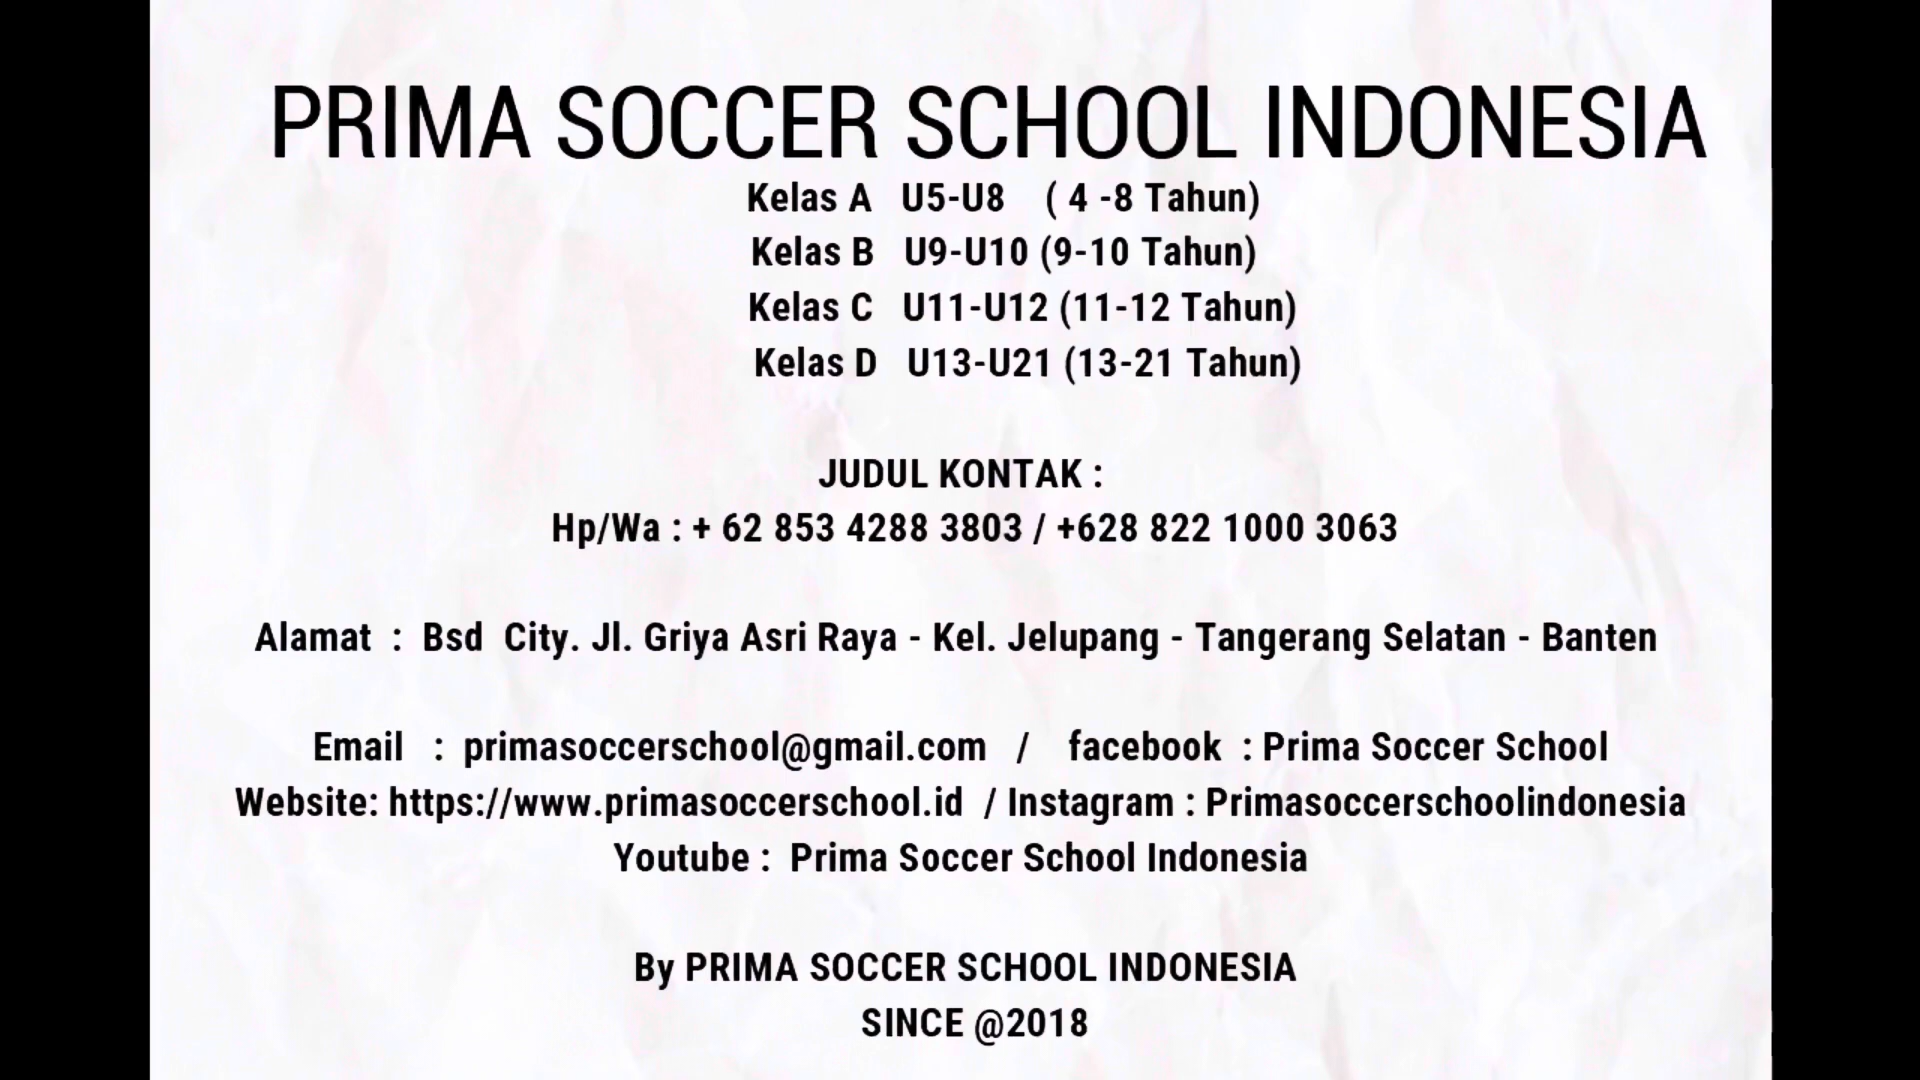 PRIMA SOCCER SCHOOL INDONESIA
Kelas A U5-U8 ( 4 -8 Tahun)
Kelas B U9-U10 (9-10 Tahun)
Kelas C U11-U12 (11-12 Tahun)
Kelas D U13-U21 (13-21 Tahun)
JUDUL KONTAK :
Hp/Wa : + 62 853 4288 3803 / +628 822 1000 3063
Alamat : Bsd City. Jl. Griya Asri Raya - Kel. Jelupang - Tangerang Selatan - Banten
Email : primasoccerschool@gmail.com / facebook : Prima Soccer School
Website: https://www.primasoccerschool.id / Instagram : Primasoccerschoolindonesia
Youtube : Prima Soccer School Indonesia
By PRIMA SOCCER SCHOOL INDONESIA
SINCE @2018